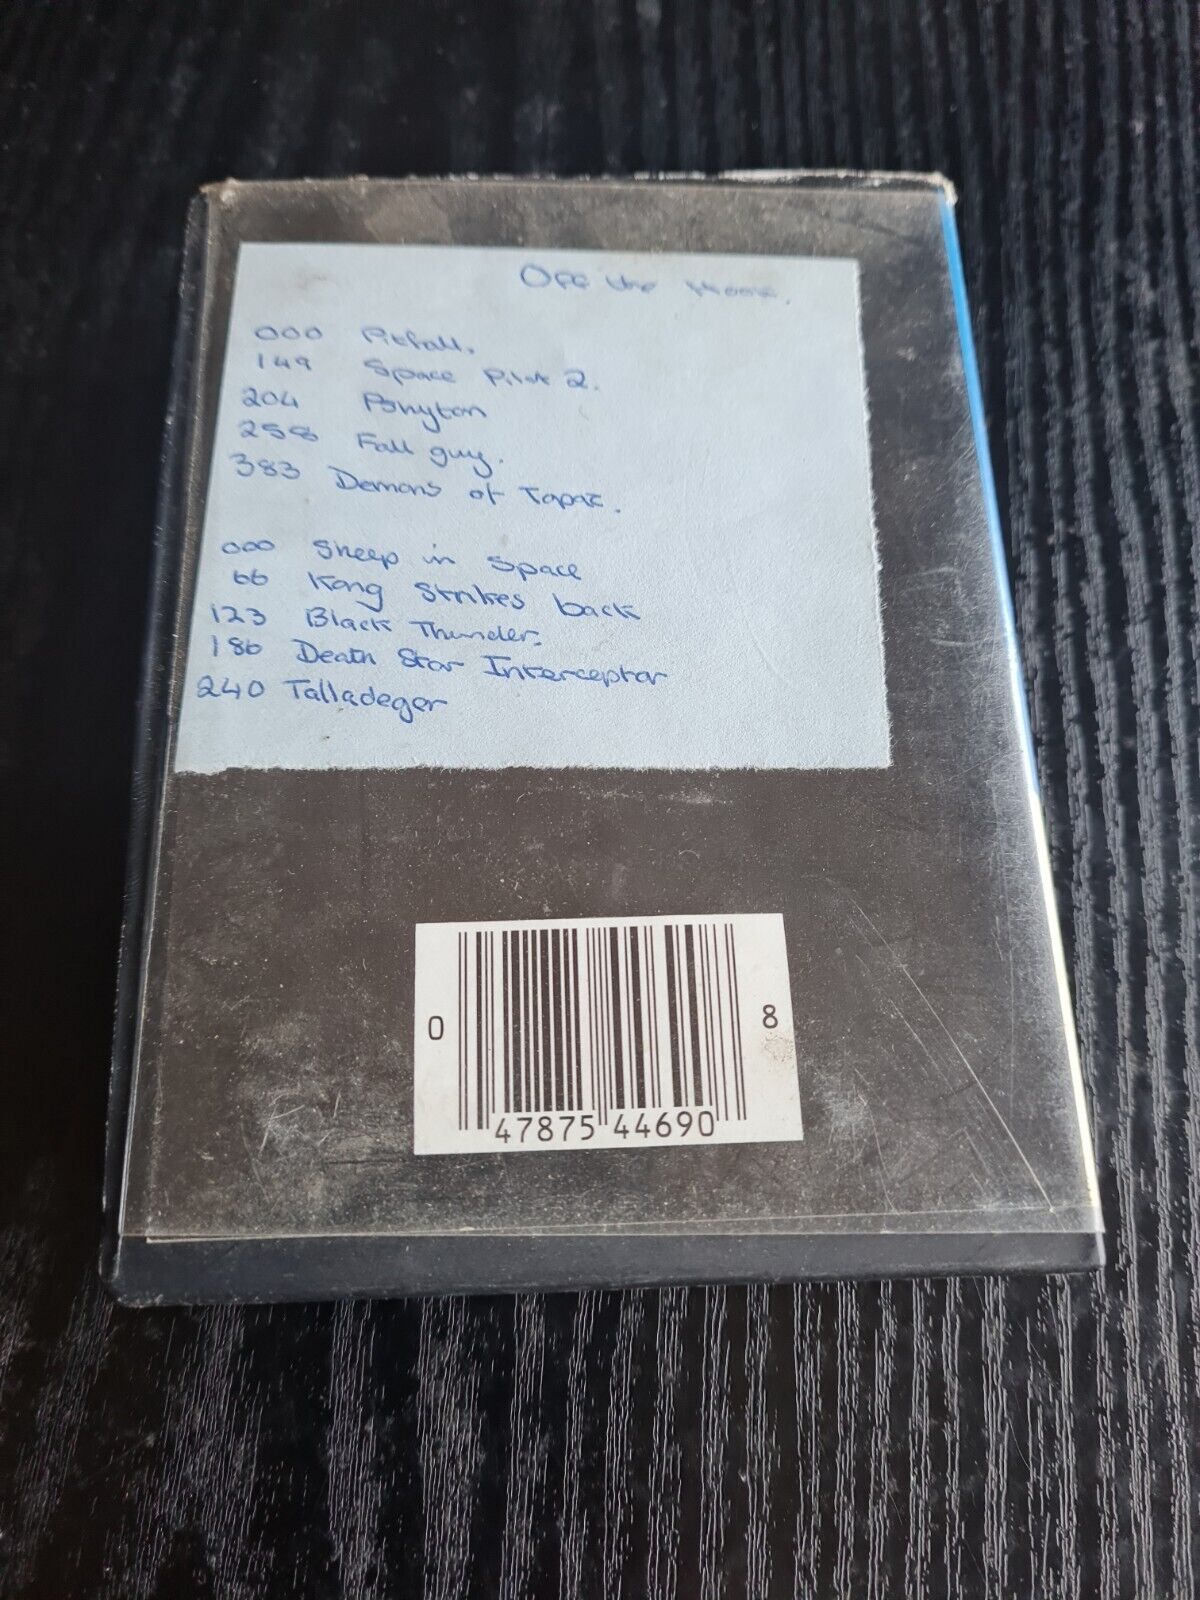 Off the Hook.
000 Pitfall.
149 Space Pilot 2.
204
258 Fall guy.
383 Demons of Topaz.
000 Sheep in Space
66 Kong Strikes back
123 Black Thunder.
186 Death Star Interceptor
240 Talladeger
0 47875 44690 8